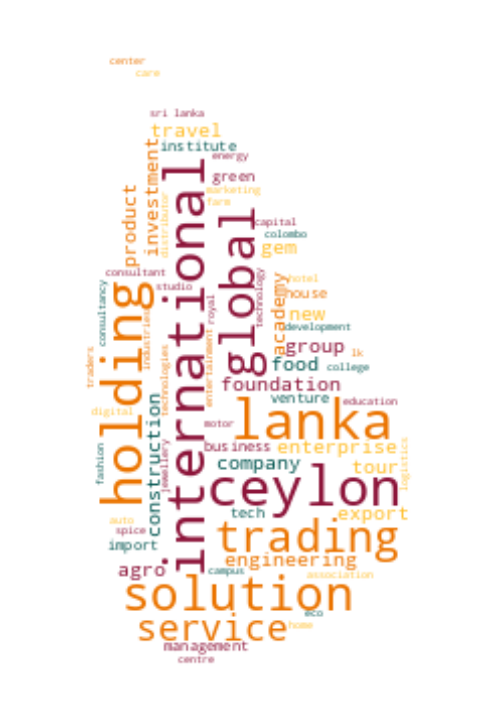 center
care
sri lanka
travel
institute
energy
investment
green
product
international
marketing
farm
distributor
global
capital
colombo
gem
consultant
studio
technology
academy
hotel
house
holding
consultancy
royal
new
development
industries
group
lk
entertainment
technologies
food
college
traders
foundation
venture
education
digital
construction
lanka
motor
business
enterprise
jewellery
fashion
company
tour
logistics
ceylon
tech
export
auto
spice
import
trading
engineering
agro
campus
association
solution
eco
service
home
management
centre